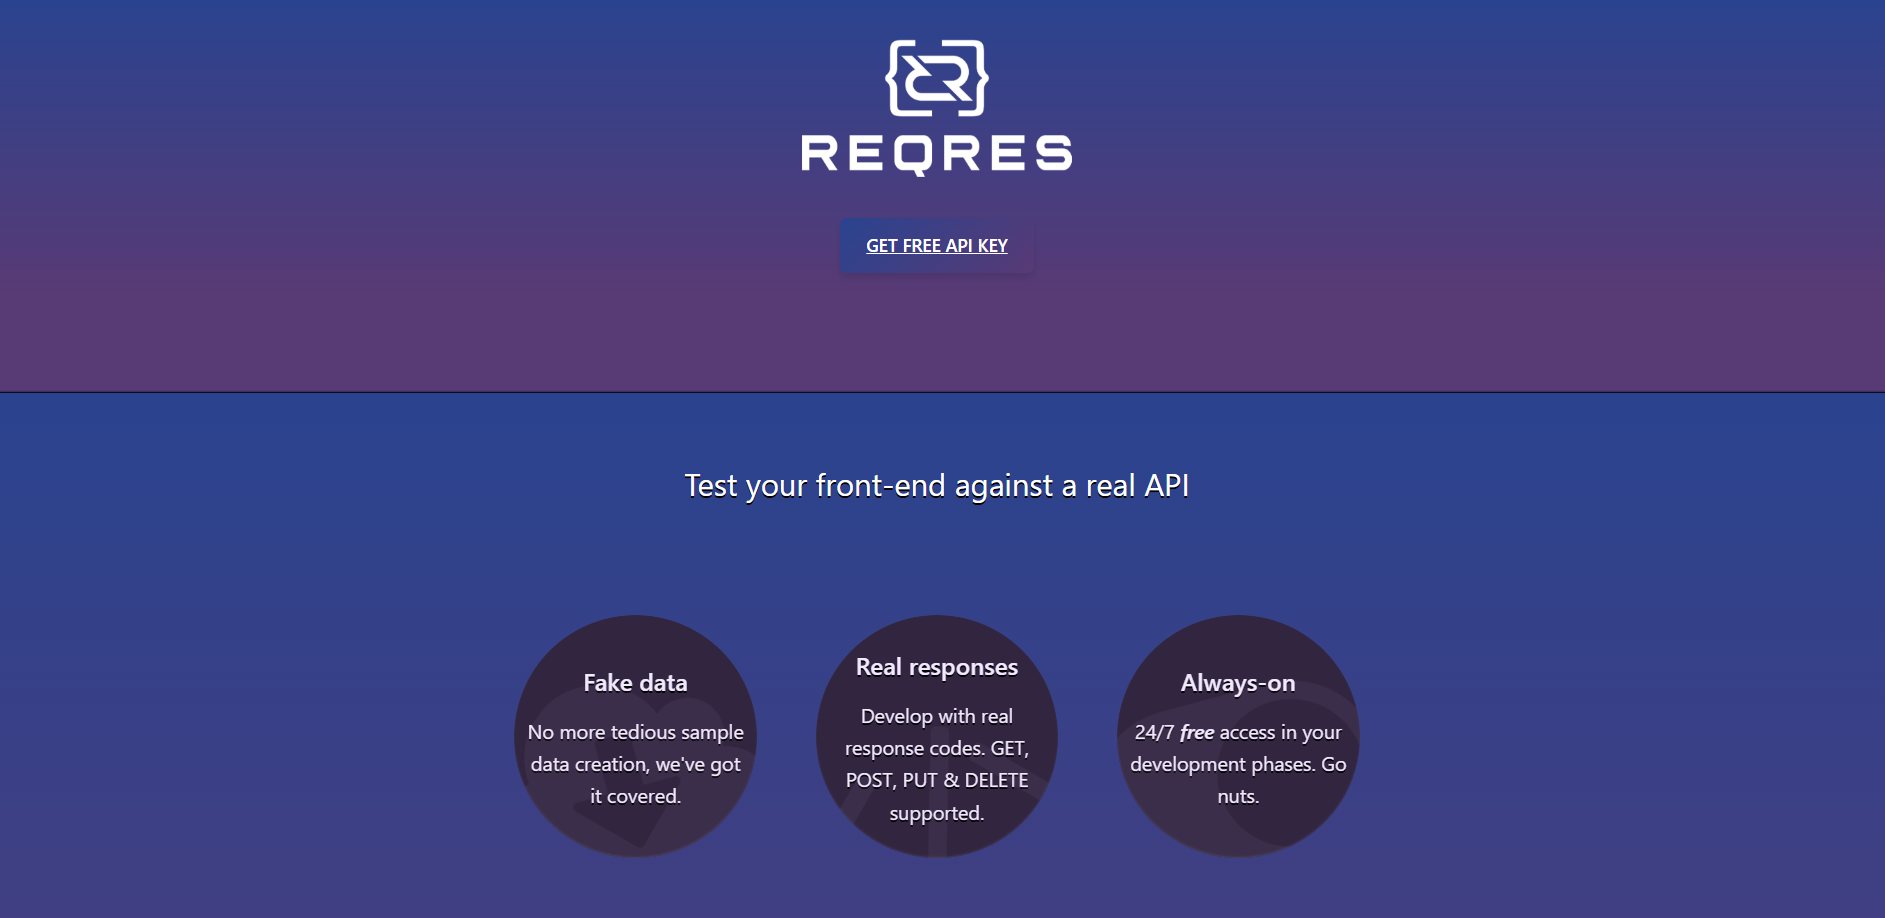 REQRES
GET FREE API KEY
Test your front-end against a real API
Fake data
No more tedious sample
data creation, we've got
it covered.
Real responses
Develop with real
response codes. GET,
POST, PUT & DELETE
supported.
Always-on
24/7 free access in your
development phases. Go
nuts.